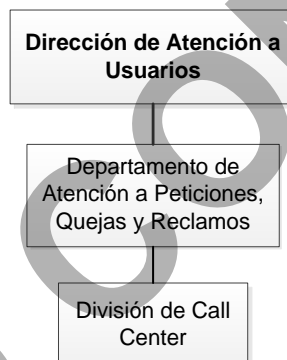 Dirección de Atención a
Usuarios
Departamento de
Atención a Peticiones,
Quejas y Reclamos
División de Call
Center